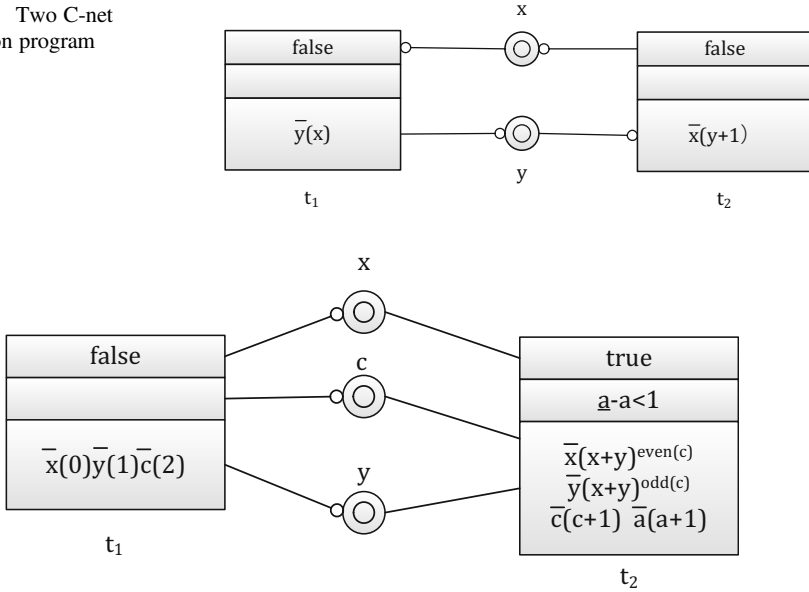 Two C-net
on program
x
false
false
ȳ(x)
x̄(y+1)
y
t₁
t₂
x
false
true
c
a̲-a<1
x̄(0)ȳ(1)c̄(2)
x̄(x+y)^even(c)
y
ȳ(x+y)^odd(c)
c̄(c+1) ā(a+1)
t₁
t₂